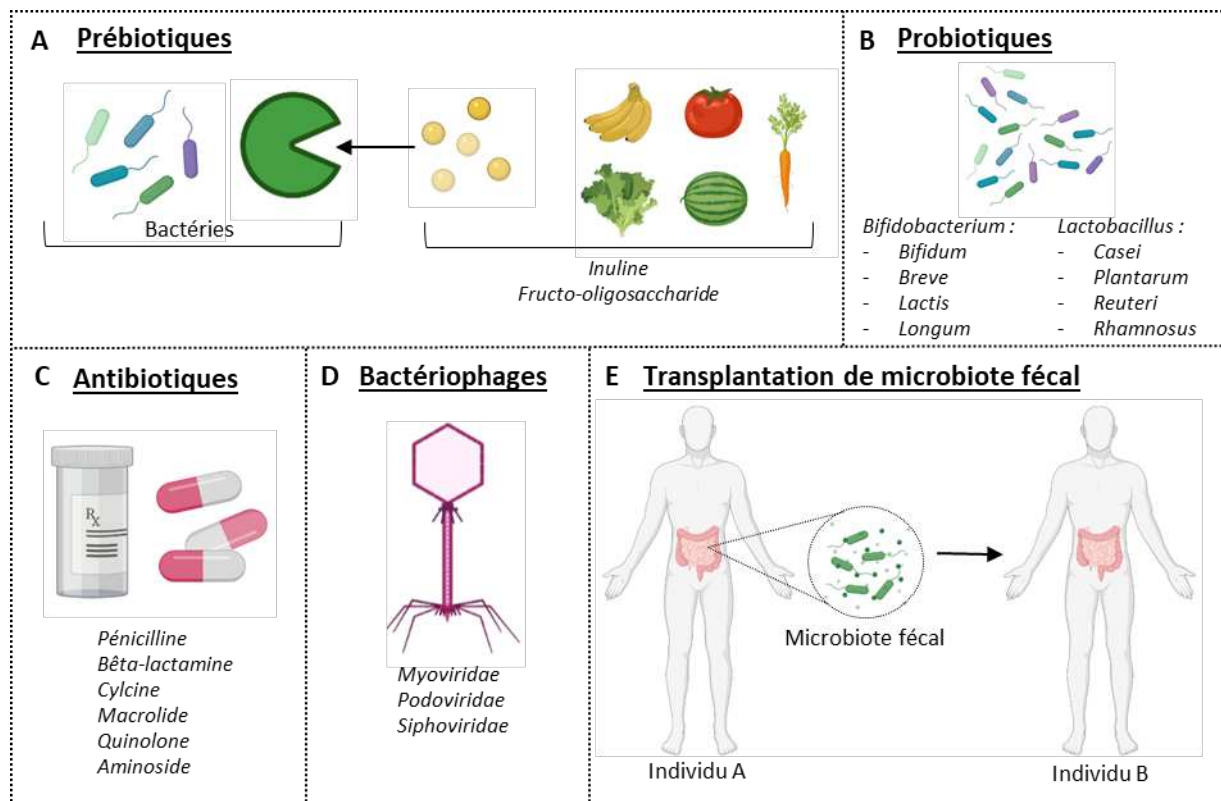 A Prébiotiques
Bactéries
Inuline
Fructo-oligosaccharide
B Probiotiques
Bifidobacterium :
- Bifidum
- Breve
- Lactis
- Longum
Lactobacillus :
- Casei
- Plantarum
- Reuteri
- Rhamnosus
C Antibiotiques
Rx
Pénicilline
Bêta-lactamine
Cylcine
Macrolide
Quinolone
Aminoside
D Bactériophages
Myoviridae
Podoviridae
Siphoviridae
E Transplantation de microbiote fécal
Microbiote fécal
Individu A
Individu B